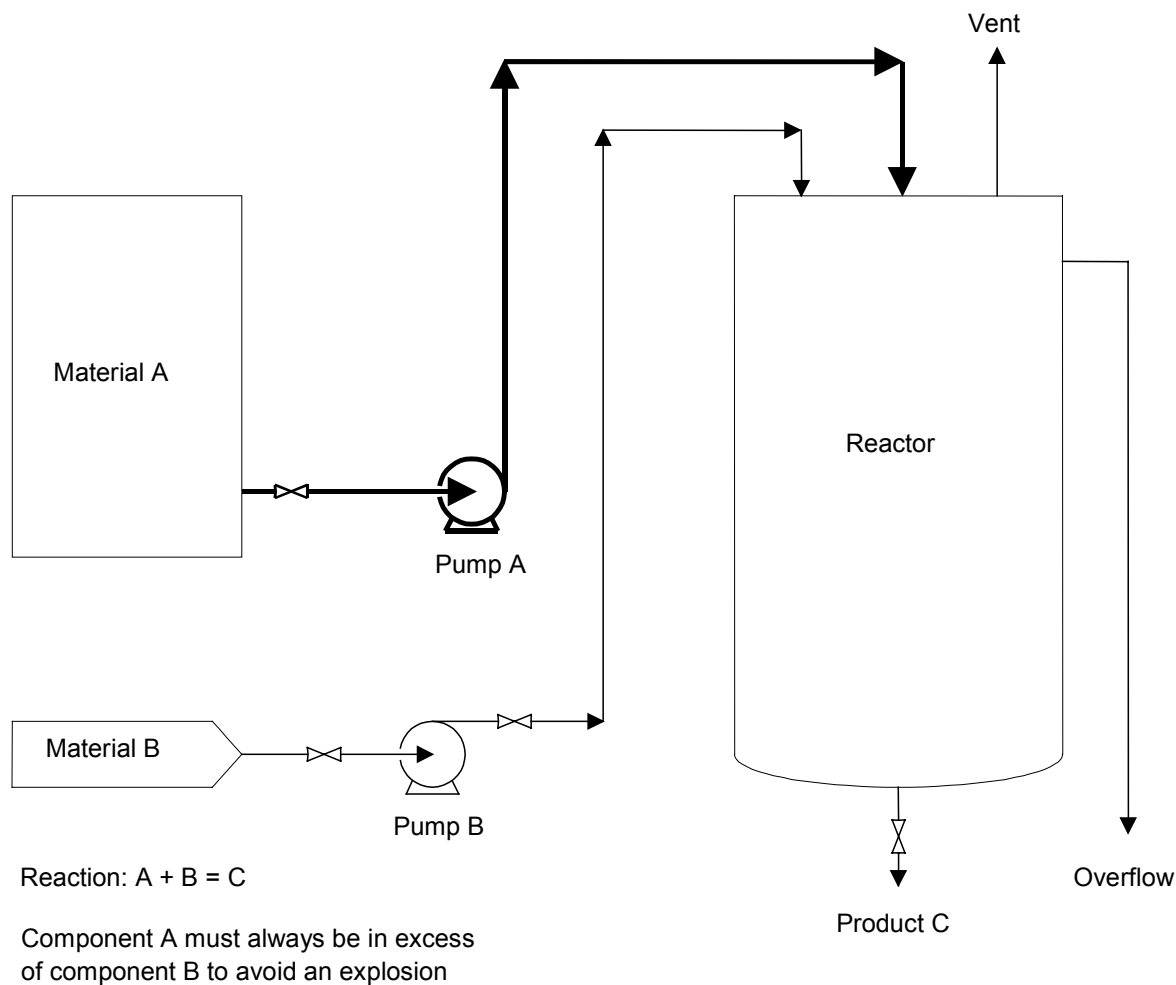 Vent
Material A
Reactor
Pump A
Material B
Pump B
Reaction: A + B = C
Overflow
Product C
Component A must always be in excess
of component B to avoid an explosion